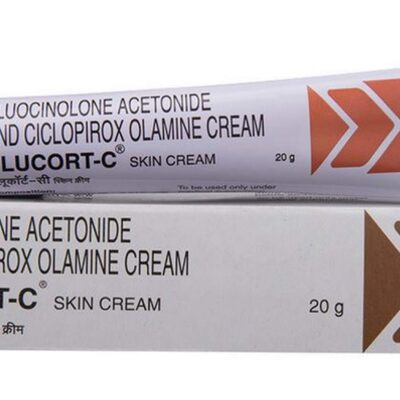 LUOCINOLONE ACETONIDE
ND CICLOPIROX OLAMINE CREAM
LUCORT-C® SKIN CREAM 20 g
लूकॉर्ट-सी स्किन क्रीम
To be used only under
NE ACETONIDE
ROX OLAMINE CREAM
T-C® SKIN CREAM 20 g
क्रीम